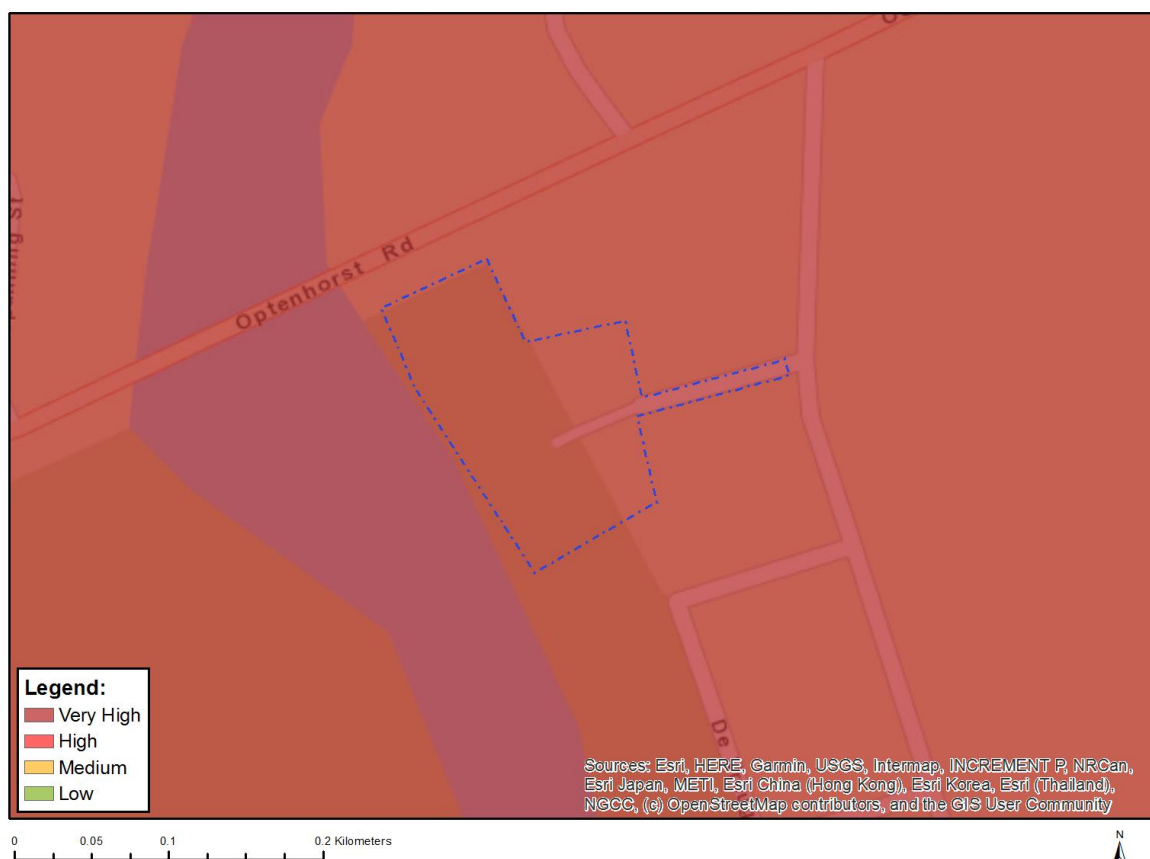 Optenhorst Rd
De
Legend:
Very High
High
Medium
Low
Sources: Esri, HERE, Garmin, USGS, Intermap, INCREMENT P, NRCan,
Esri Japan, METI, Esri China (Hong Kong), Esri Korea, Esri (Thailand),
NGCC, (c) OpenStreetMap contributors, and the GIS User Community
0 0.05 0.1 0.2 Kilometers
N